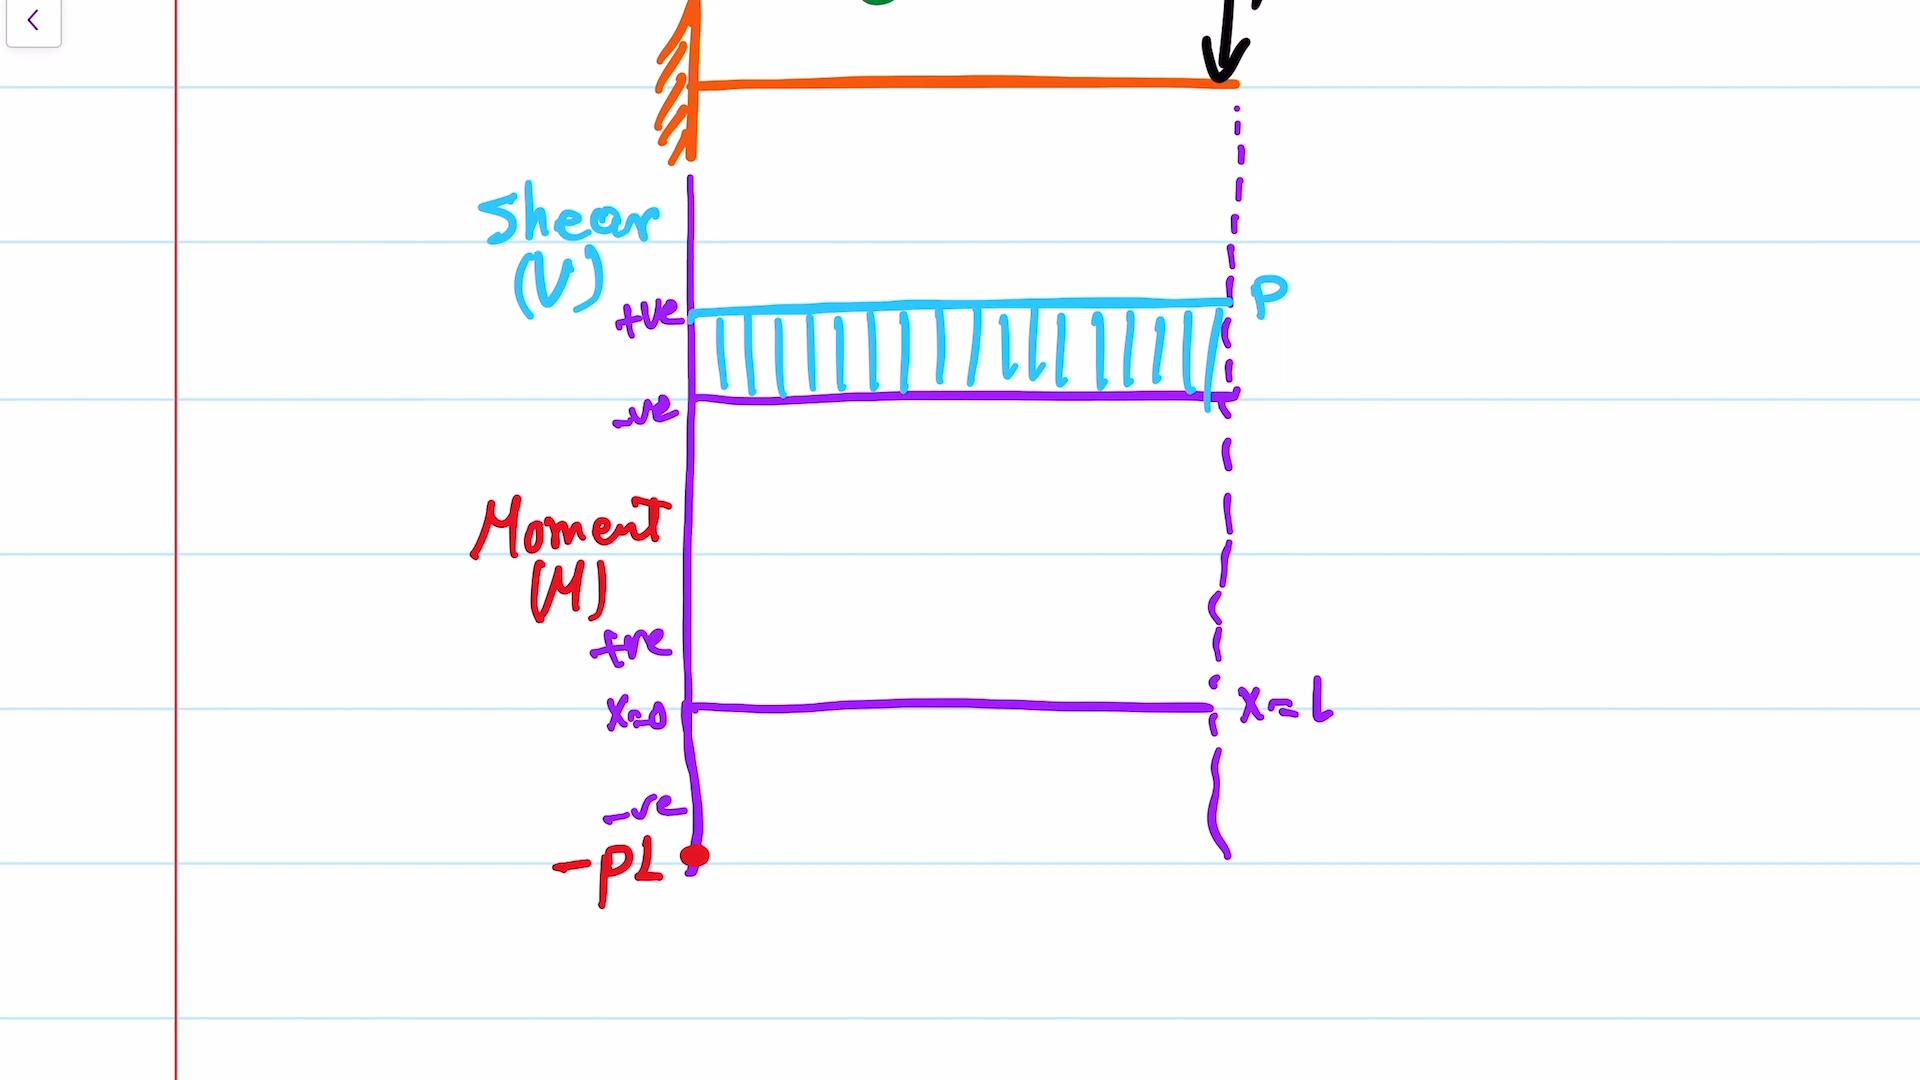 Shear
(V)
P
+ve
-ve
Moment
(M)
+ve
x=0
x=L
-ve
-PL